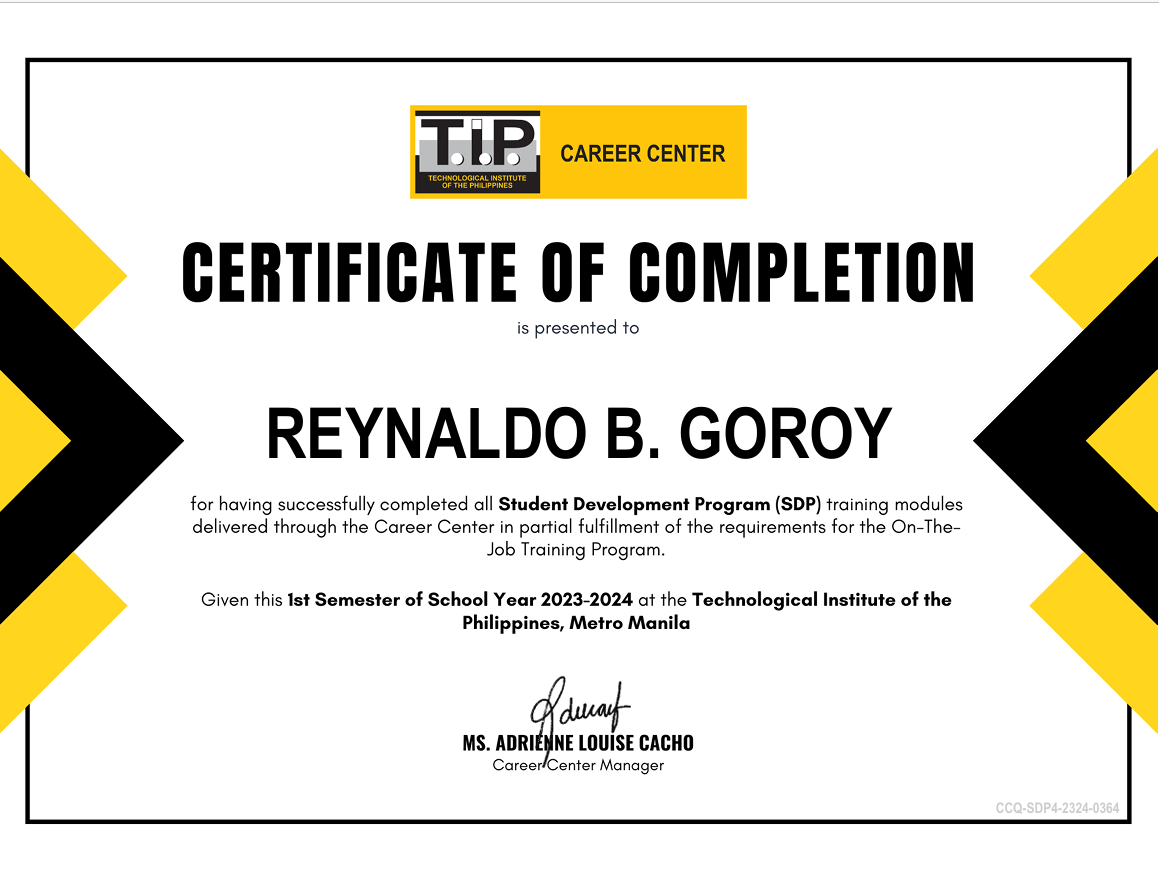 T.I.P
TECHNOLOGICAL INSTITUTE
OF THE PHILIPPINES
CAREER CENTER
CERTIFICATE OF COMPLETION
is presented to
REYNALDO B. GOROY
for having successfully completed all Student Development Program (SDP) training modules
delivered through the Career Center in partial fulfillment of the requirements for the On-The-
Job Training Program.
Given this 1st Semester of School Year 2023-2024 at the Technological Institute of the
Philippines, Metro Manila
MS. ADRIENNE LOUISE CACHO
Career Center Manager
CCQ-SDP4-2324-0364